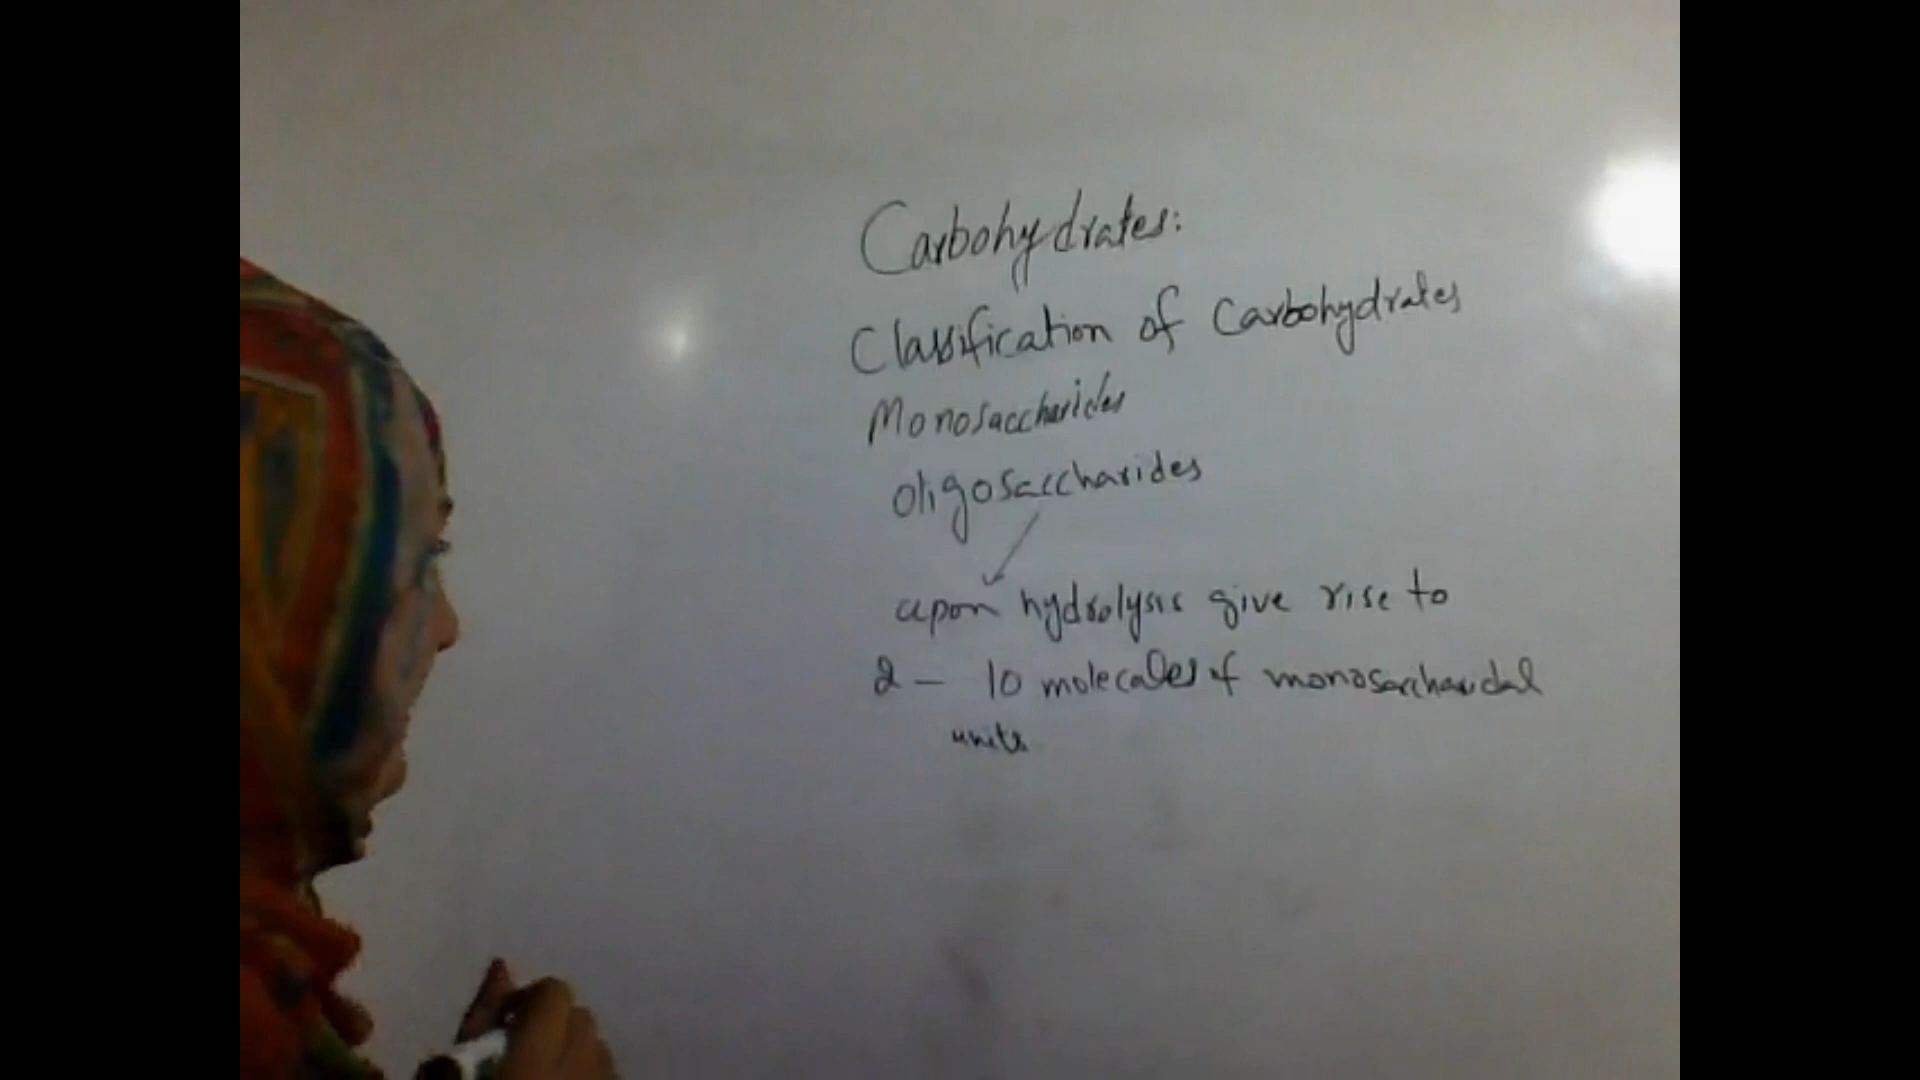 Carbohydrates:
Classification of Carbohydrates
Monosaccharides
oligosaccharides
upon hydrolysis give rise to
2 - 10 molecules of monosaccharidal
units